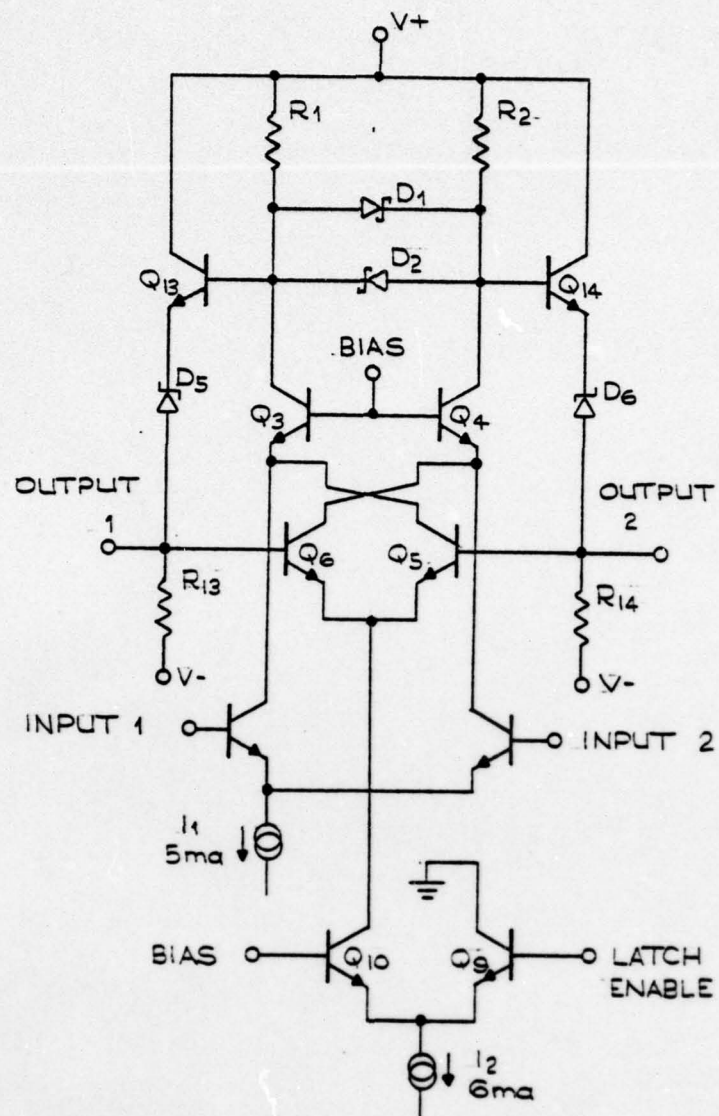 V+
R1
R2
D1
D2
Q13
Q14
BIAS
D5
D6
Q3
Q4
OUTPUT
1
OUTPUT
2
Q6
Q5
R13
R14
V-
V-
INPUT 1
INPUT 2
I1
5ma
BIAS
Q10
Q9
LATCH
ENABLE
I2
6ma